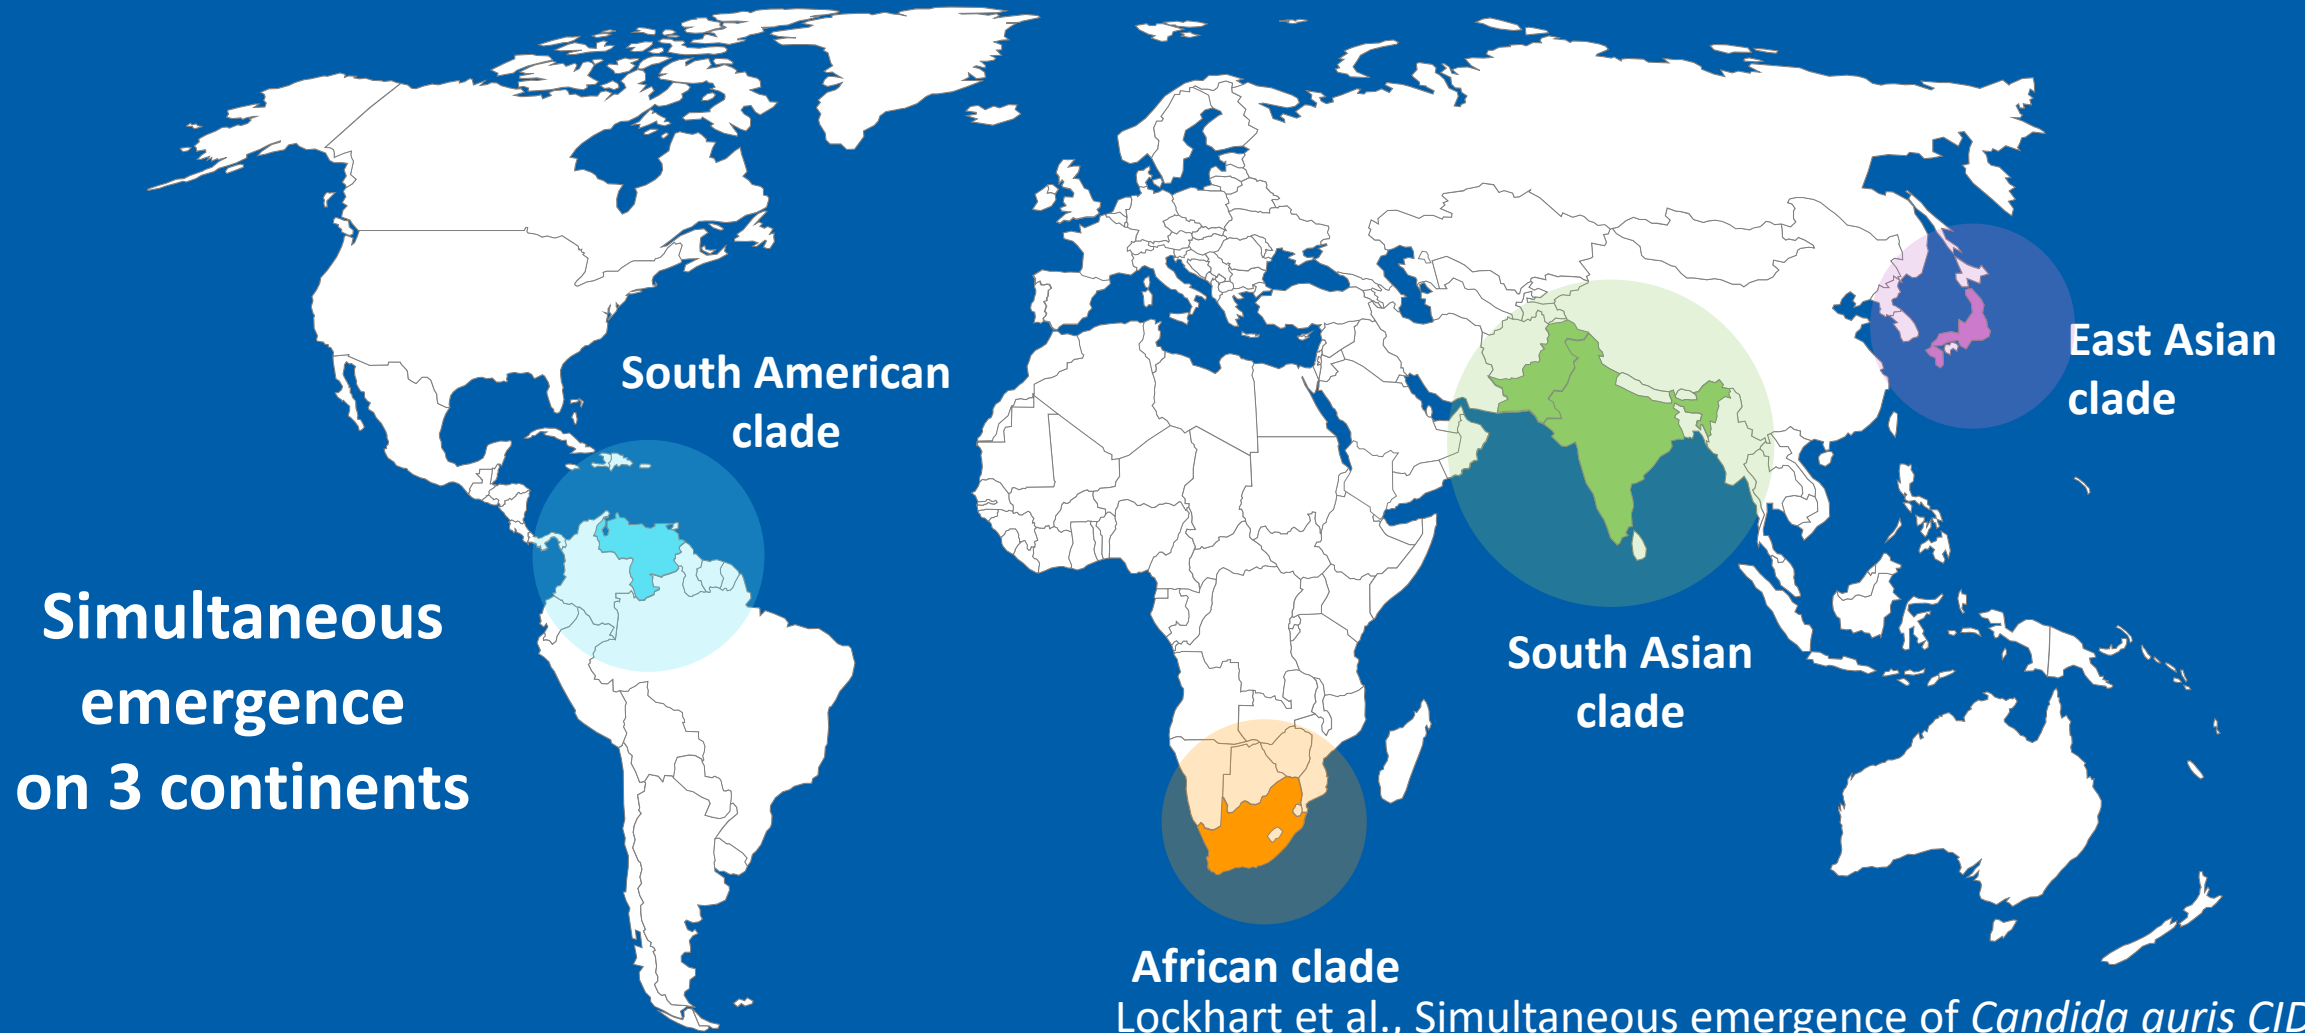 South American
clade
East Asian
clade
Simultaneous
emergence
on 3 continents
South Asian
clade
African clade
Lockhart et al., Simultaneous emergence of Candida auris CID